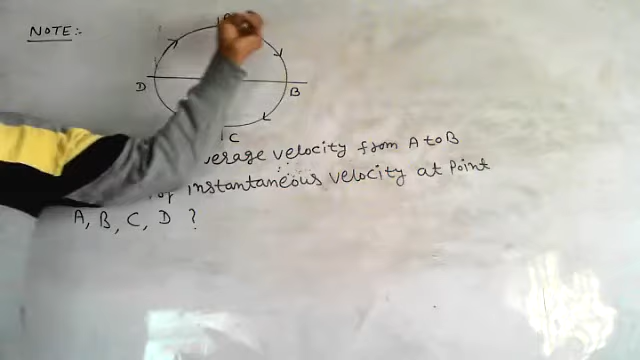 NOTE:-
D
B
C
verage velocity from A to B
of instantaneous velocity at Point
A, B, C, D ?